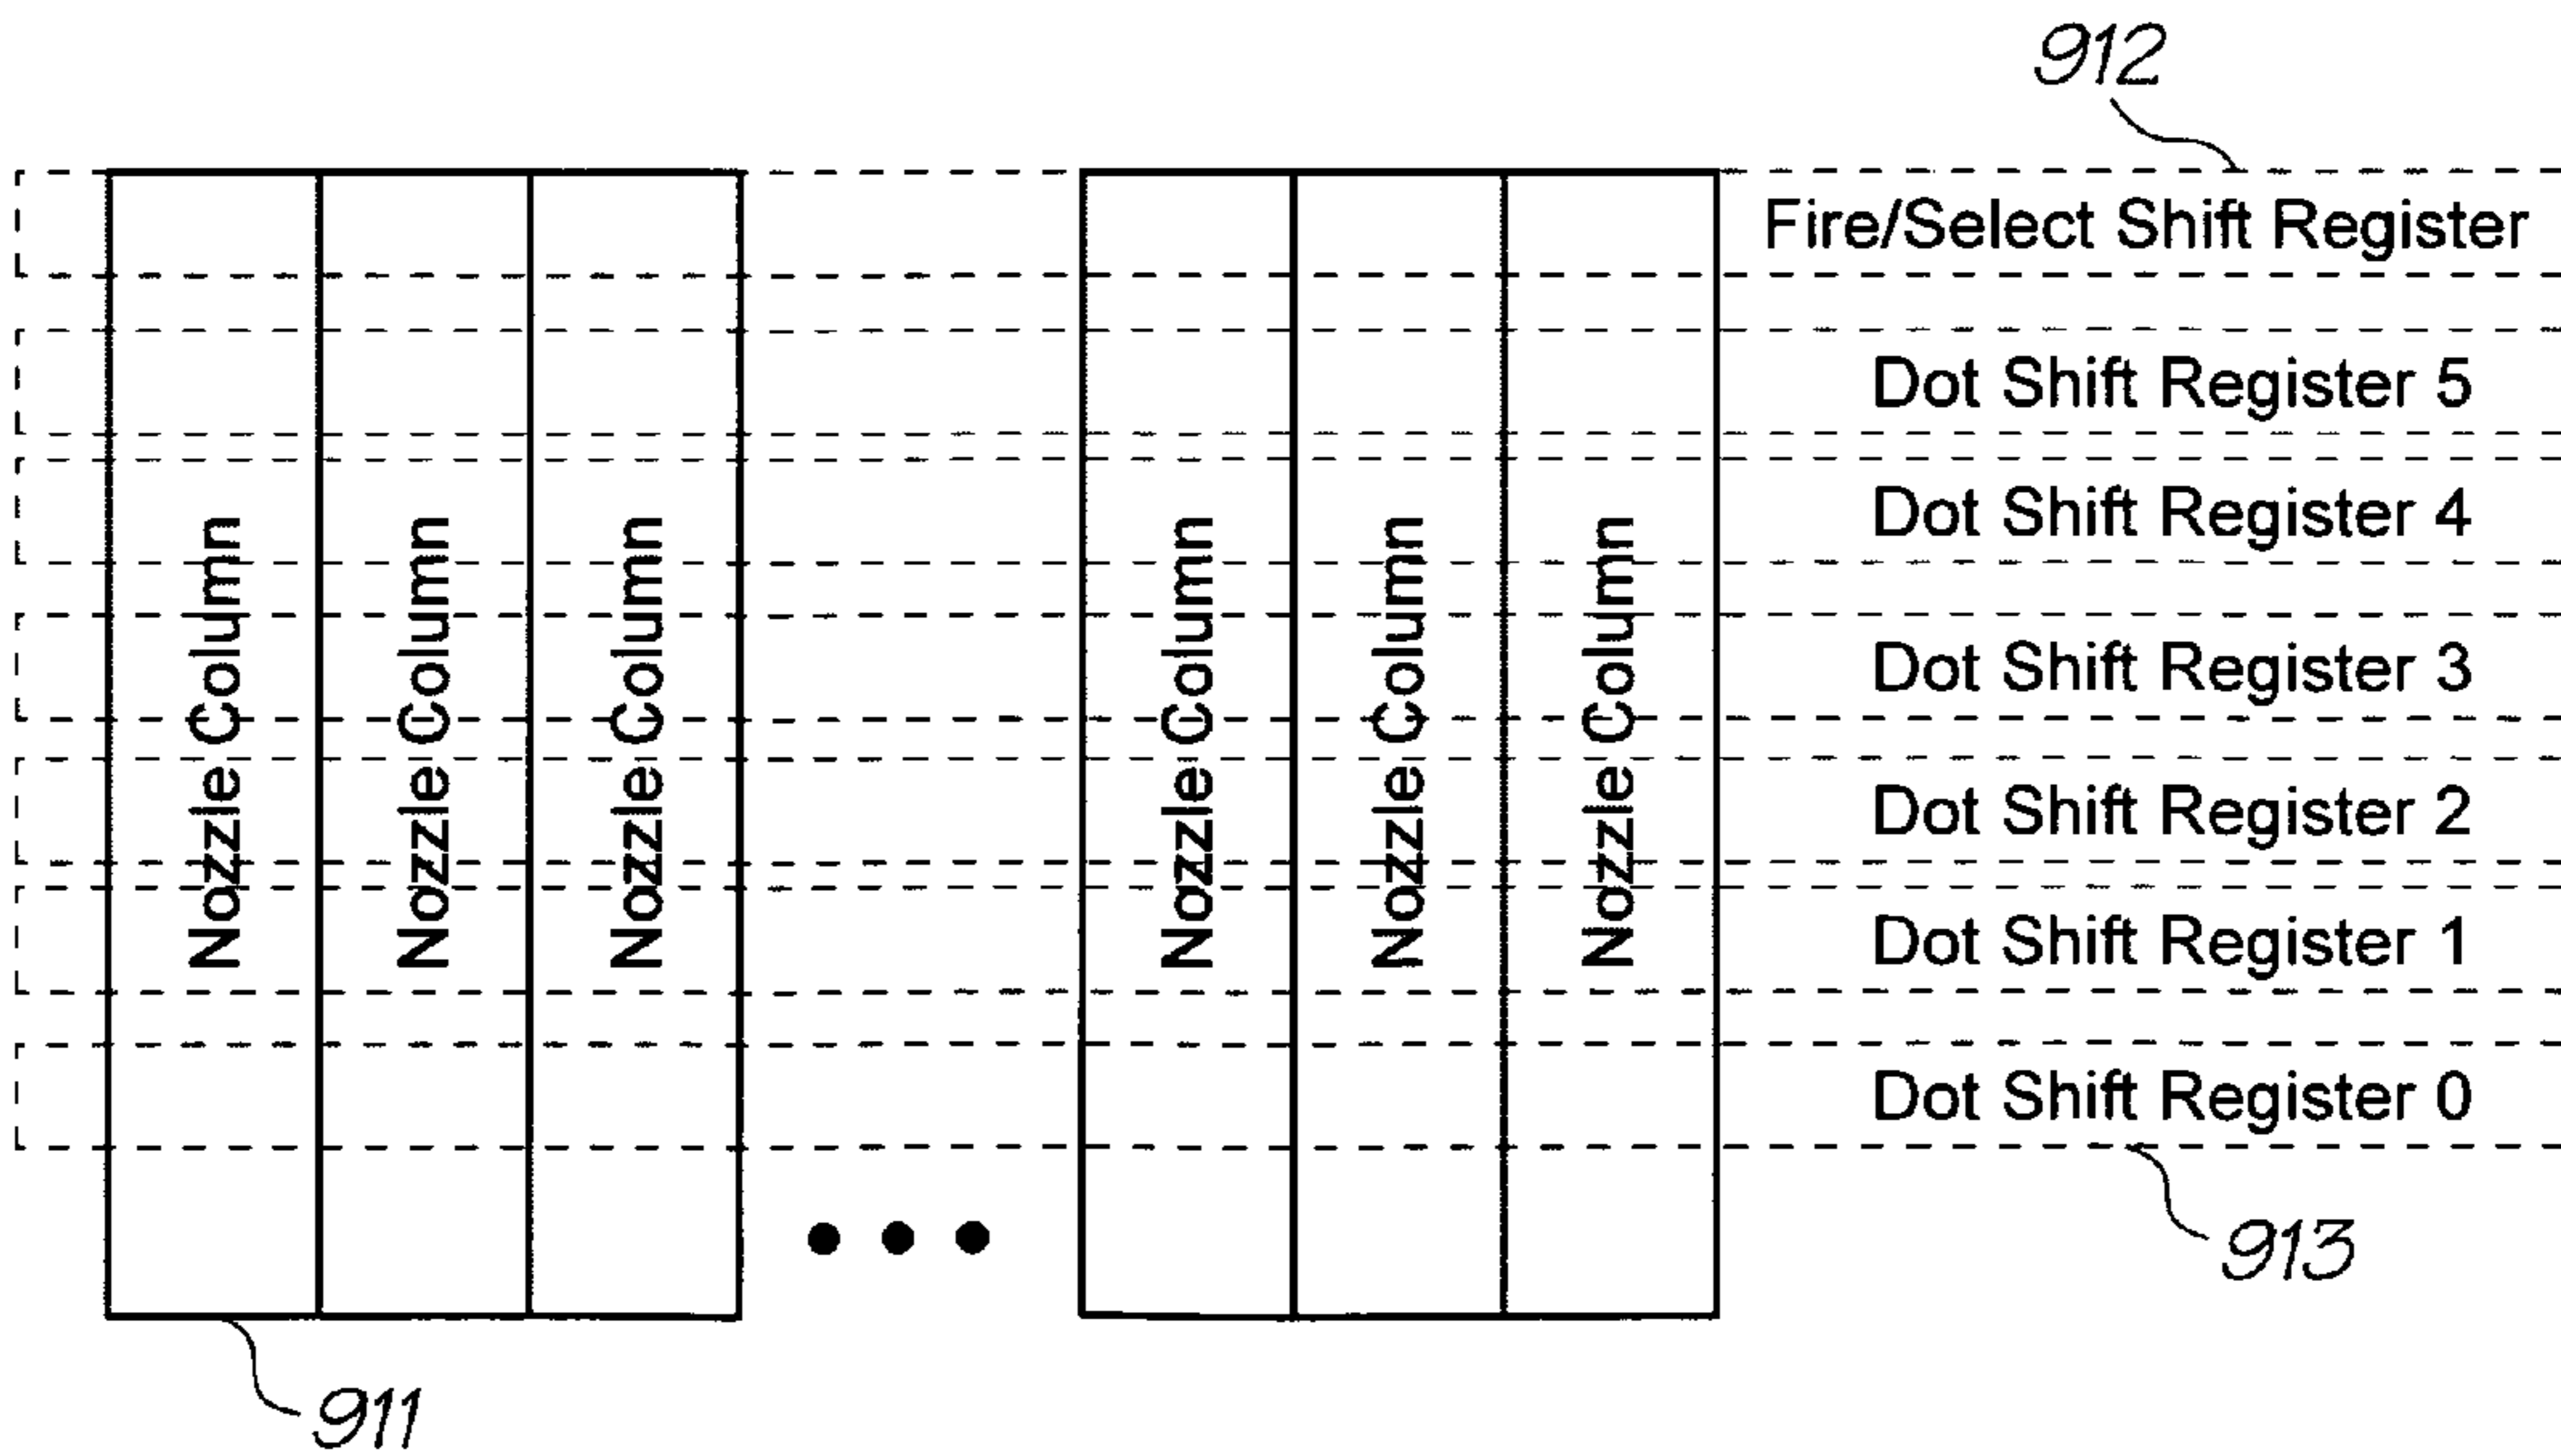 912
Fire/Select Shift Register
Dot Shift Register 5
Dot Shift Register 4
Dot Shift Register 3
Dot Shift Register 2
Dot Shift Register 1
Dot Shift Register 0
Nozzle Column
Nozzle Column
Nozzle Column
Nozzle Column
Nozzle Column
Nozzle Column
913
911